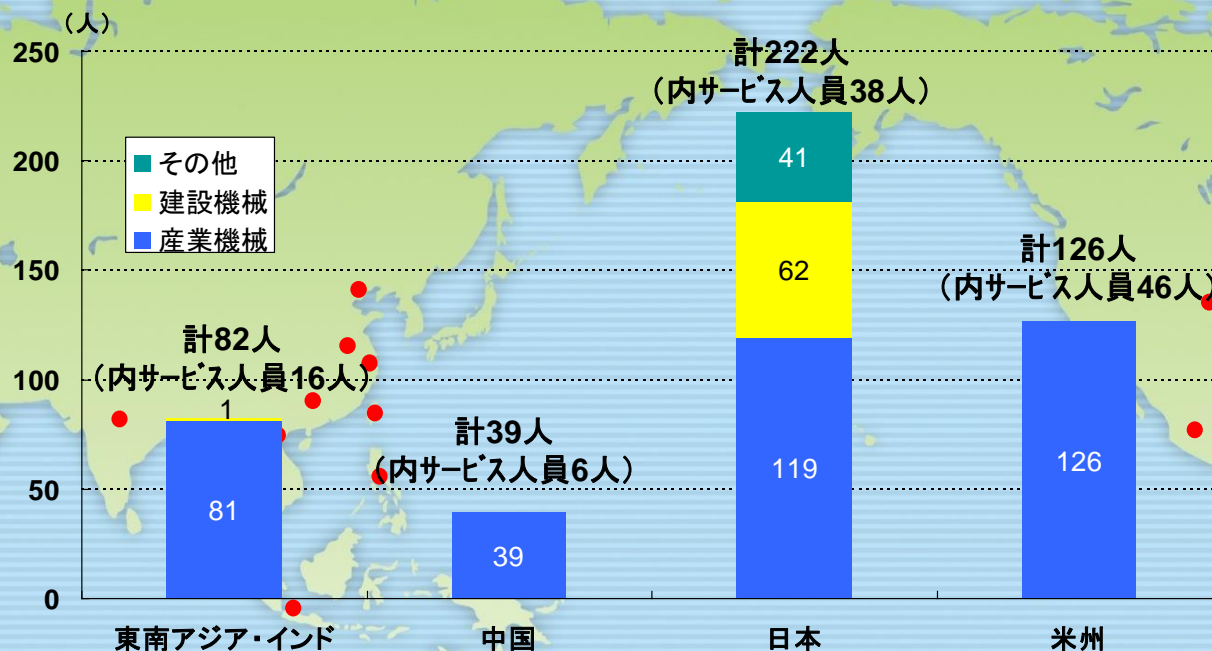 （人）
250
200
150
100
50
0
その他
建設機械
産業機械
計82人
（内サービス人員16人）
1
81
計39人
（内サービス人員6人）
39
計222人
（内サービス人員38人）
41
62
119
計126人
（内サービス人員46人）
126
東南アジア・インド
中国
日本
米州